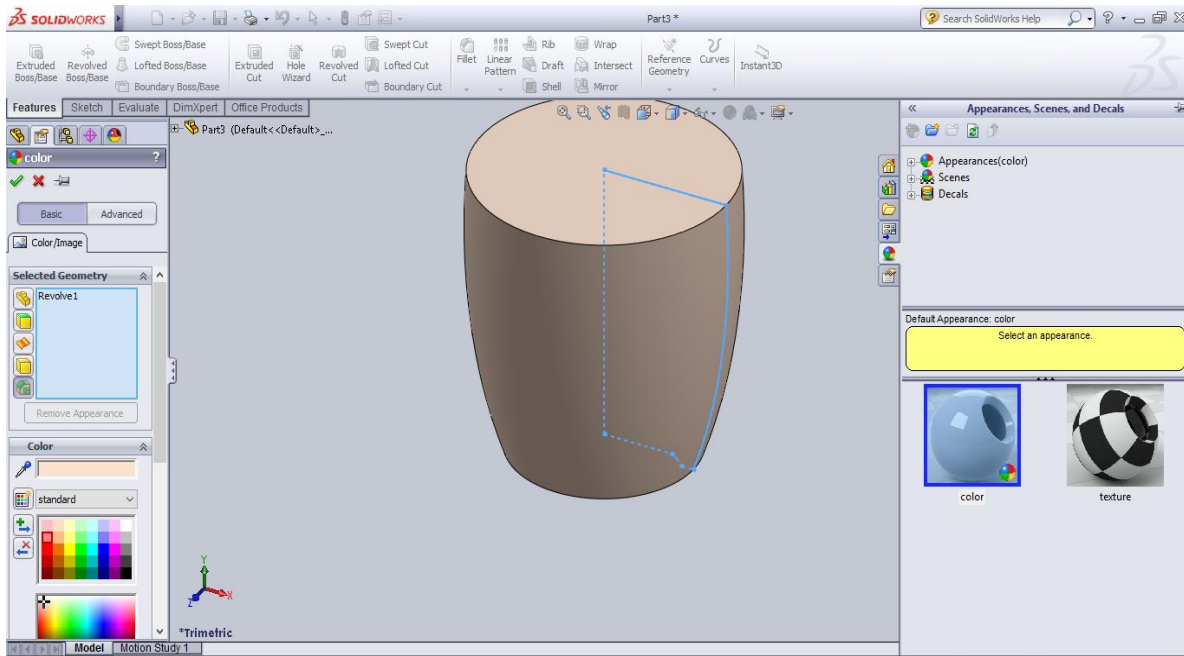 SOLIDWORKS
Part3 *
Search SolidWorks Help
Extruded Boss/Base
Revolved Boss/Base
Swept Boss/Base
Lofted Boss/Base
Boundary Boss/Base
Extruded Cut
Hole Wizard
Revolved Cut
Swept Cut
Lofted Cut
Boundary Cut
Fillet
Linear Pattern
Rib
Draft
Shell
Wrap
Intersect
Mirror
Reference Geometry
Curves
Instant3D
Features
Sketch
Evaluate
DimXpert
Office Products
Part3 (Default<<Default>_...
color
?
Basic
Advanced
Color/Image
Selected Geometry
Revolve1
Remove Appearance
Color
standard
Y
X
Z
*Trimetric
Model
Motion Study 1
Appearances, Scenes, and Decals
Appearances(color)
Scenes
Decals
Default Appearance: color
Select an appearance.
color
texture